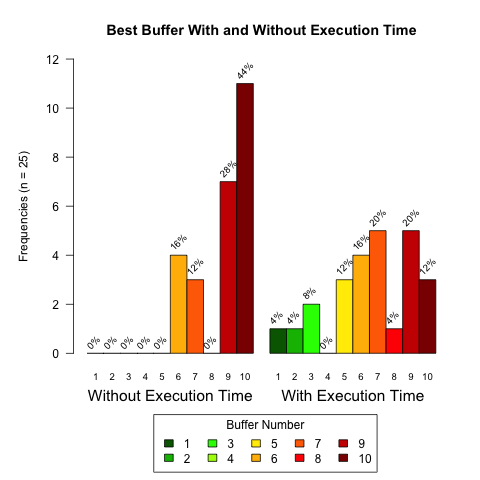 Best Buffer With and Without Execution Time
Frequencies (n = 25)
12
10
8
6
4
2
0
0% 0% 0% 0% 0% 16% 12% 0% 28% 44%
4% 4% 8% 0% 12% 16% 20% 4% 20% 12%
1 2 3 4 5 6 7 8 9 10 1 2 3 4 5 6 7 8 9 10
Without Execution Time With Execution Time
Buffer Number
1 3 5 7 9
2 4 6 8 10